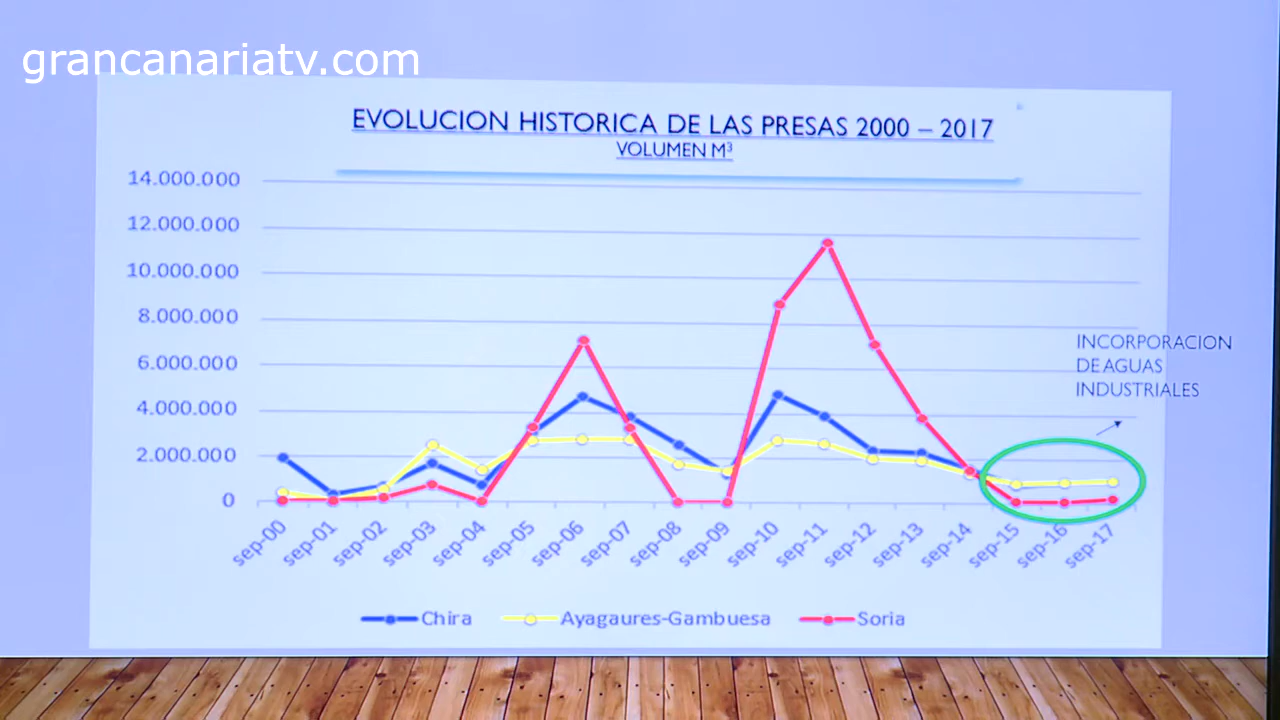 grancanariatv.com
EVOLUCION HISTORICA DE LAS PRESAS 2000 – 2017
VOLUMEN M³
14.000.000
12.000.000
10.000.000
8.000.000
6.000.000
4.000.000
2.000.000
0
INCORPORACION
DE AGUAS
INDUSTRIALES
sep-00 sep-01 sep-02 sep-03 sep-04 sep-05 sep-06 sep-07 sep-08 sep-09 sep-10 sep-11 sep-12 sep-13 sep-14 sep-15 sep-16 sep-17
Chira Ayagaures-Gambuesa Soria